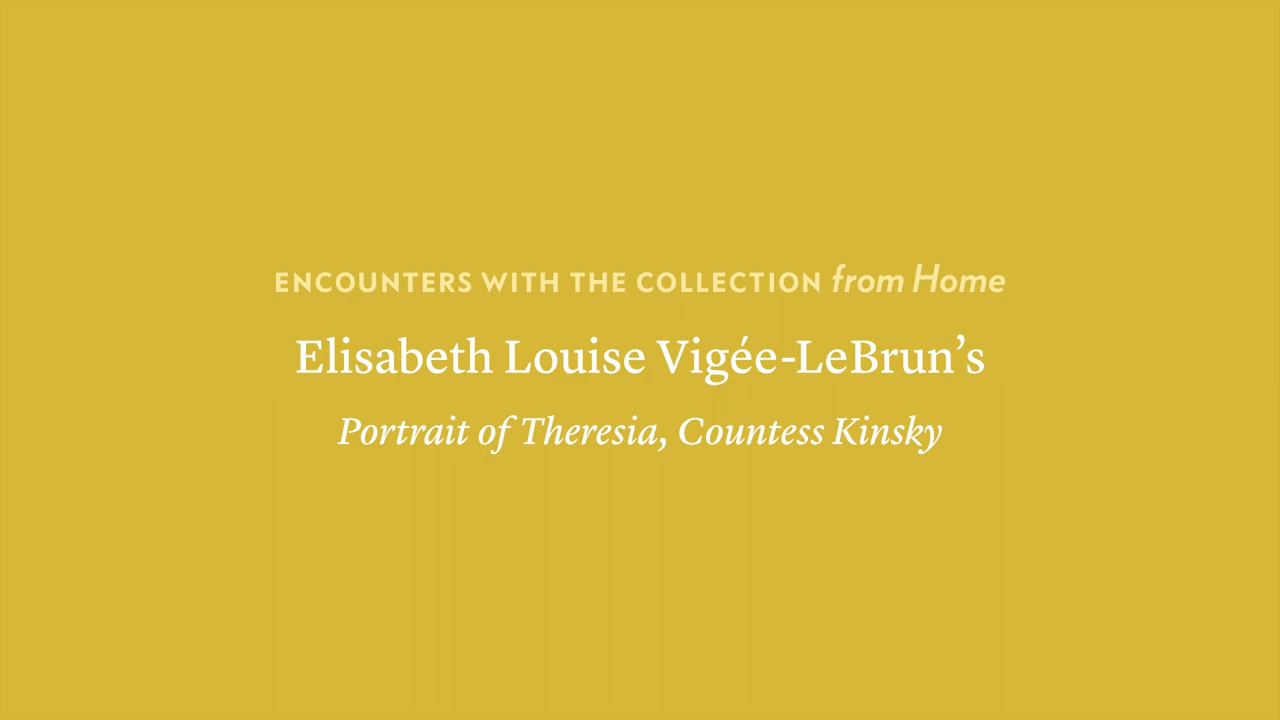 ENCOUNTERS WITH THE COLLECTION from Home
Elisabeth Louise Vigée-LeBrun’s
Portrait of Theresia, Countess Kinsky